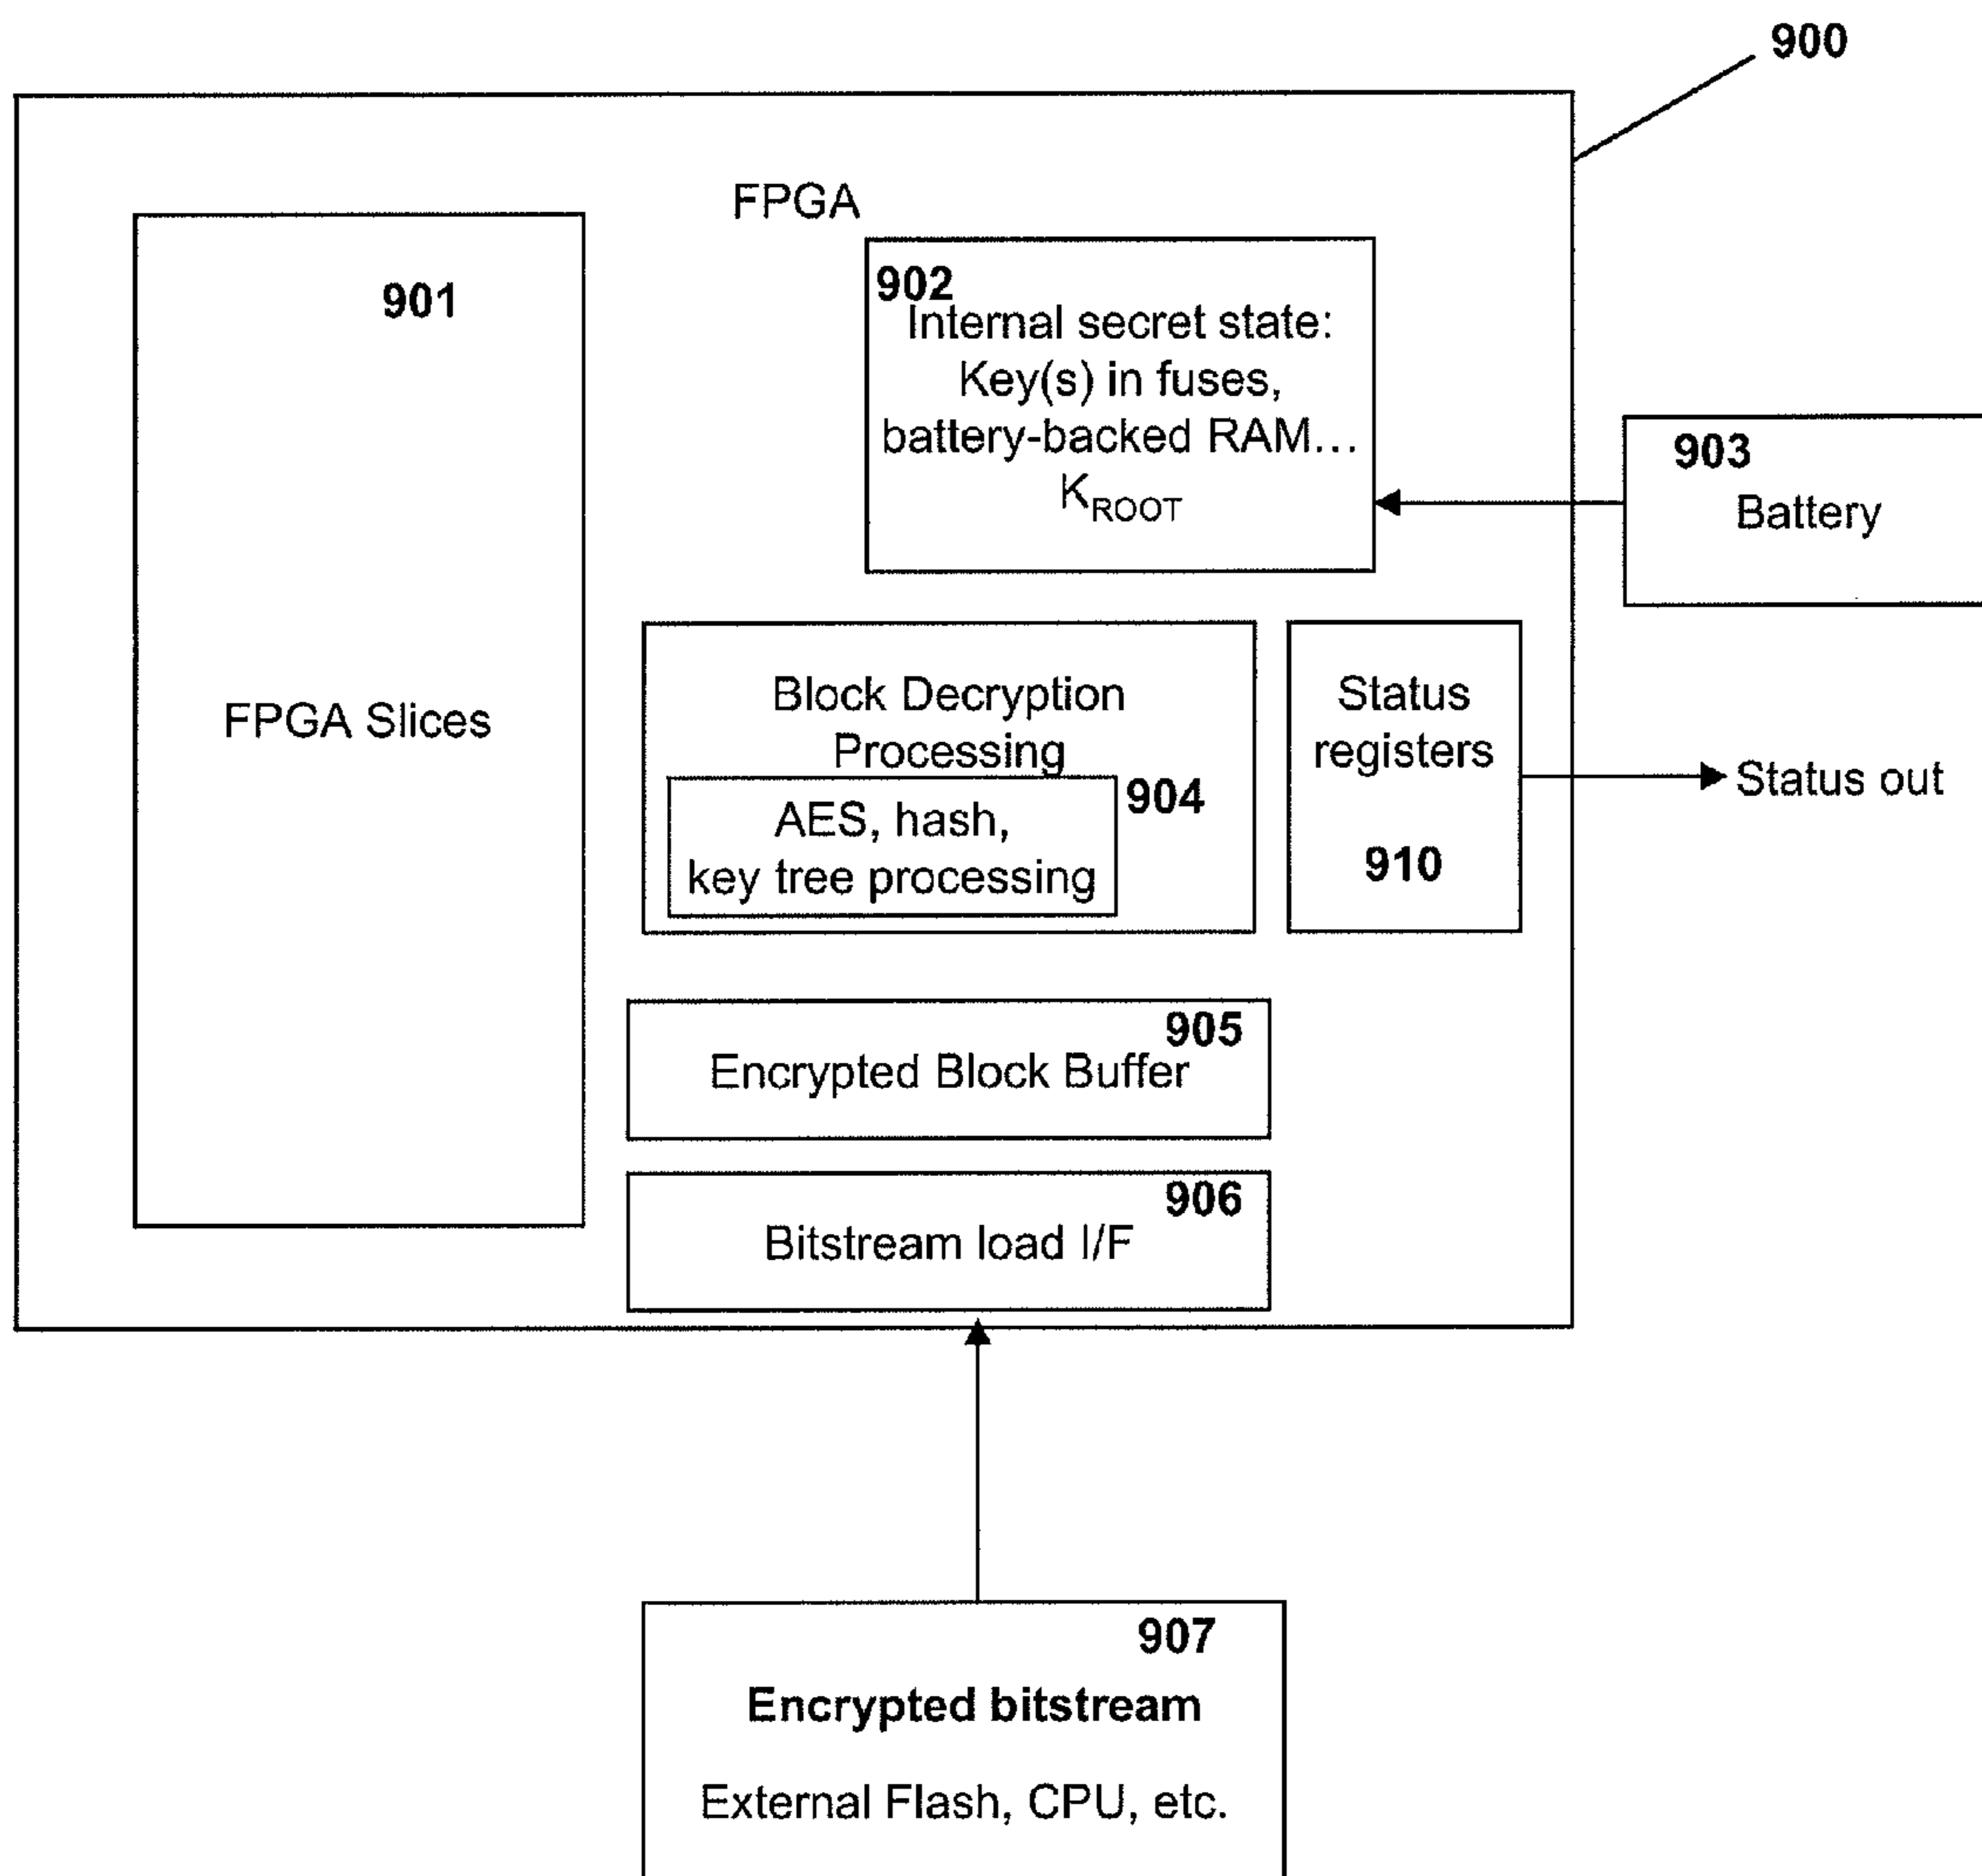 900
FPGA
901
FPGA Slices
902
Internal secret state:
Key(s) in fuses,
battery-backed RAM...
KROOT
903
Battery
Block Decryption
Processing
904
AES, hash,
key tree processing
Status
registers
910
Status out
905
Encrypted Block Buffer
906
Bitstream load I/F
907
Encrypted bitstream
External Flash, CPU, etc.